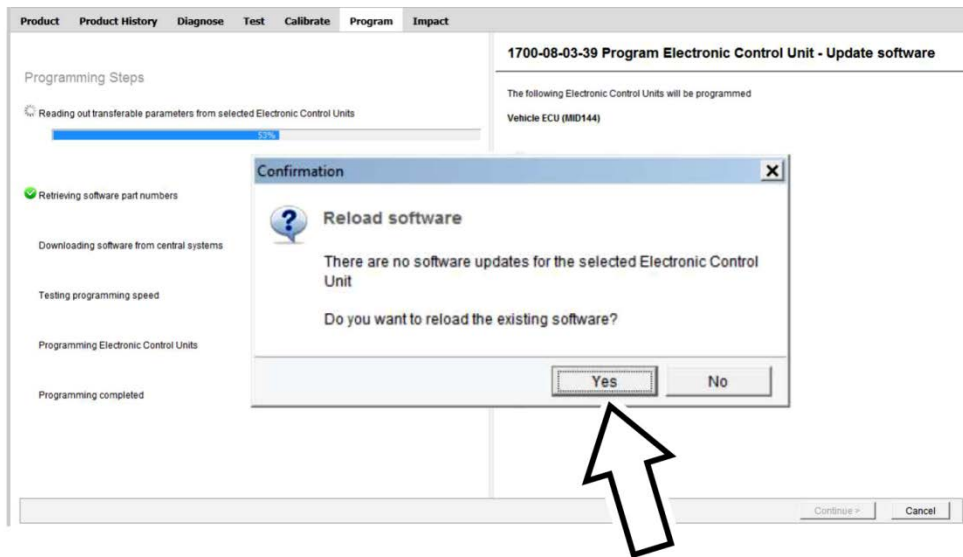 Product Product History Diagnose Test Calibrate Program Impact
1700-08-03-39 Program Electronic Control Unit - Update software
Programming Steps
The following Electronic Control Units will be programmed
Reading out transferable parameters from selected Electronic Control Units
Vehicle ECU (MID144)
53%
Confirmation
Retrieving software part numbers
Reload software
Downloading software from central systems
There are no software updates for the selected Electronic Control
Unit
Testing programming speed
Do you want to reload the existing software?
Programming Electronic Control Units
Yes No
Programming completed
Continue > Cancel